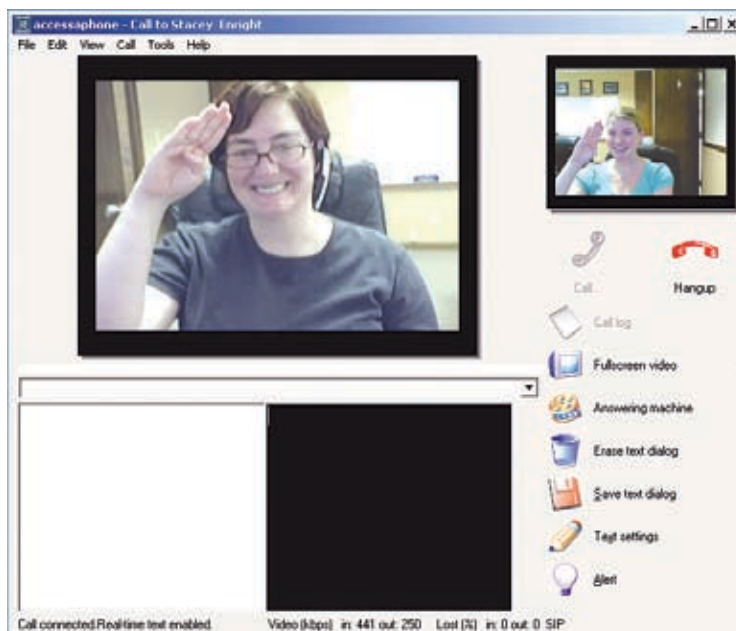 accessaphone - Call to Stacey Enright
File Edit View Call Tools Help
Call
Hangup
Call log
Fullscreen video
Answering machine
Erase text dialog
Save text dialog
Text settings
Alert
Call connected.Real-time text enabled. Video (kbps) in: 441 out: 250 Lost (%) in: 0 out: 0 SIP